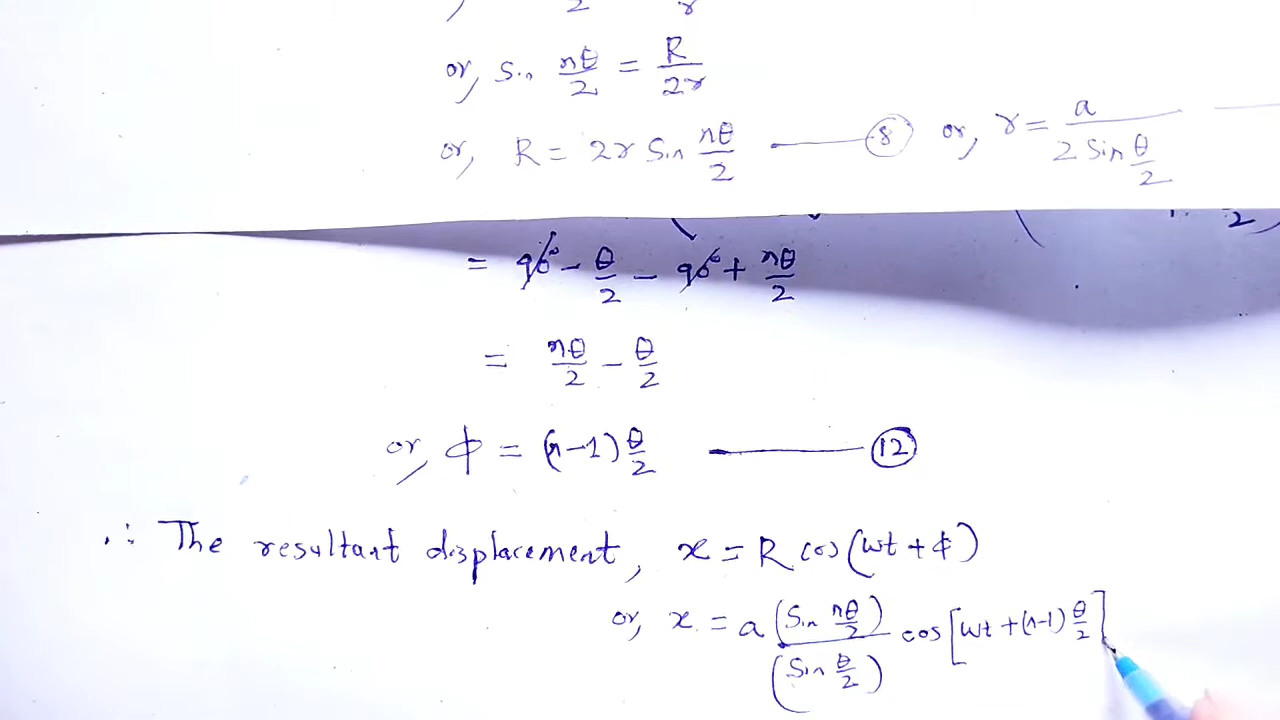 or, Sin nθ/2 = R/2r
or, R = 2r Sin nθ/2 ——— (8) or, r = a/(2 Sin θ/2)
= 90° - θ/2 - 90° + nθ/2
= nθ/2 - θ/2
or, φ = (n-1) θ/2 ——— (12)
∴ The resultant displacement, x = R cos(wt + φ)
or, x = a (Sin nθ/2)/(Sin θ/2) cos[wt + (n-1) θ/2]